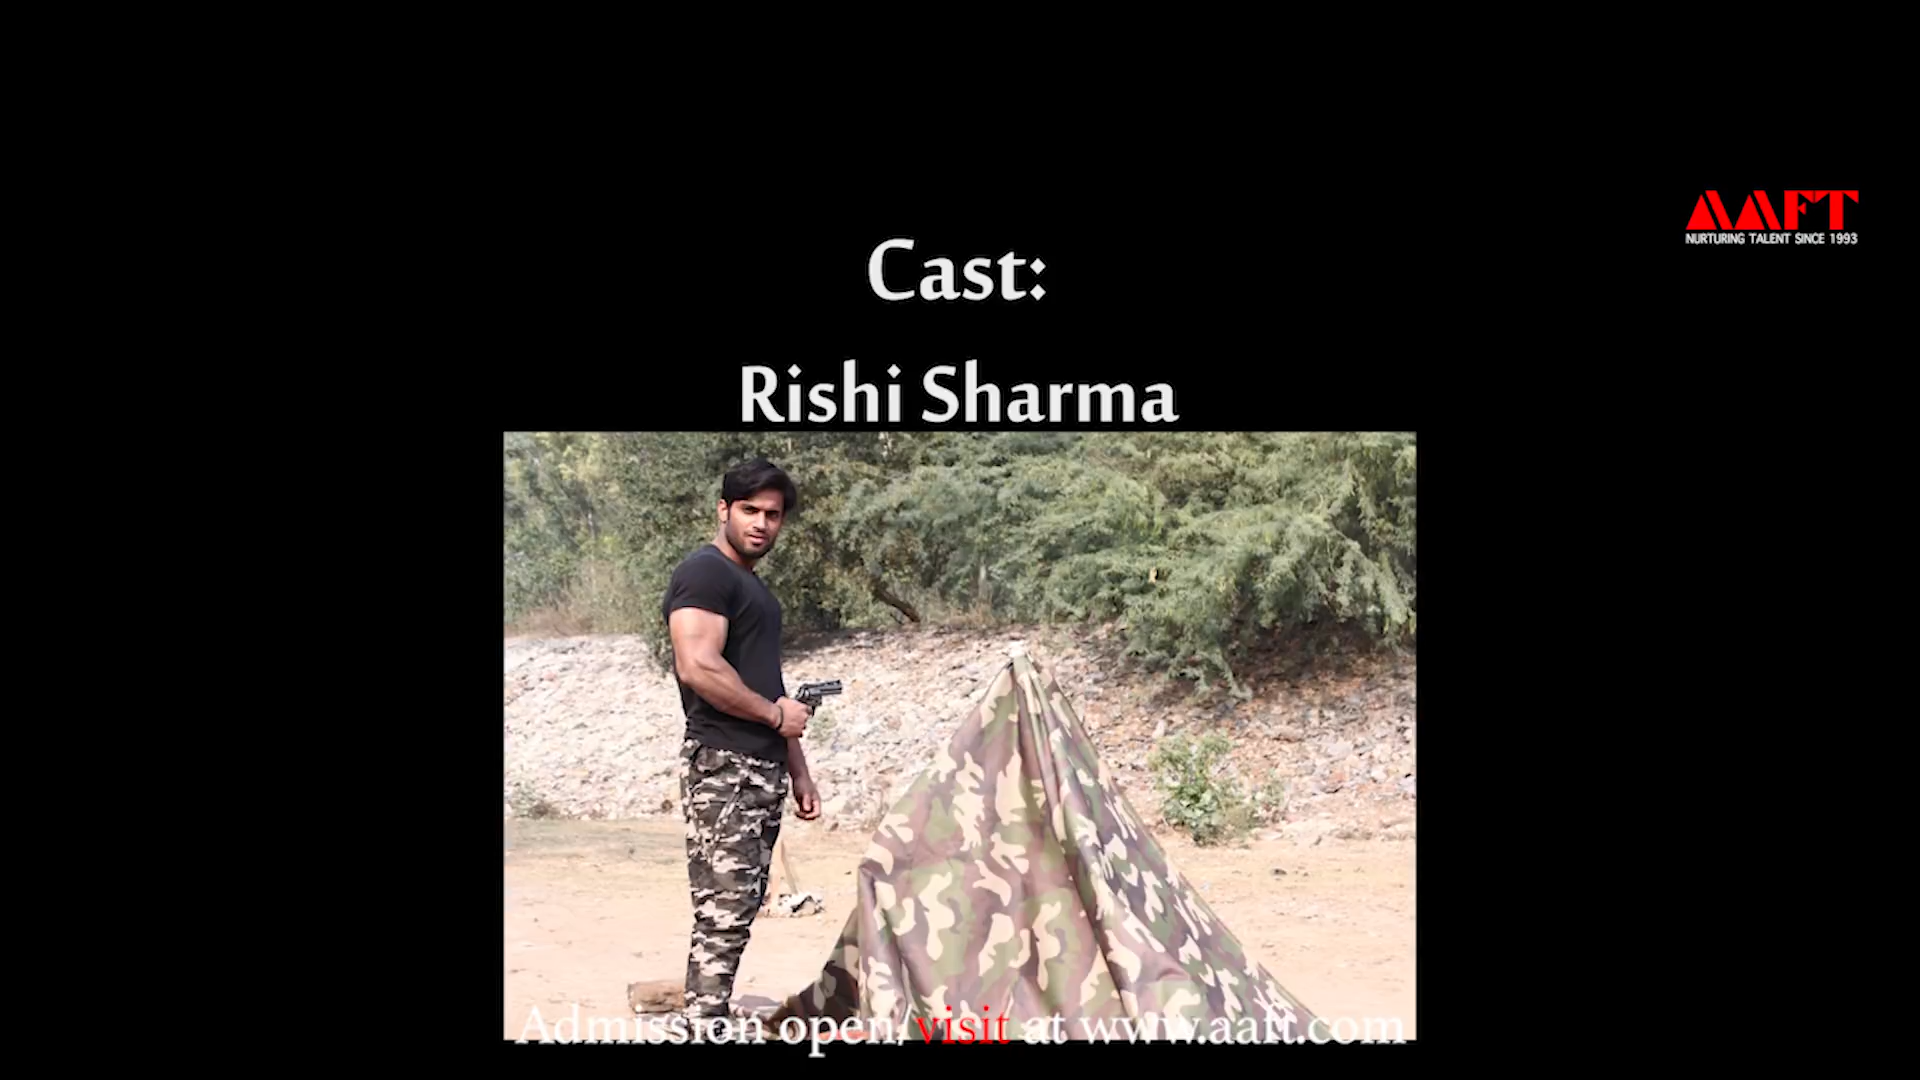 AAFT
NURTURING TALENT SINCE 1993
Cast:
Rishi Sharma
Admission open, visit at www.aaft.com